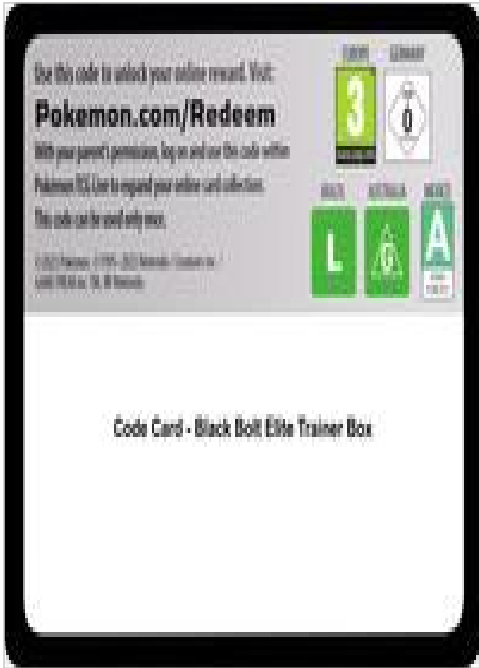 Use this code to unlock your online reward. Visit:
Pokemon.com/Redeem
With your parent's permission, log on and use this code within
Pokémon TCG Live to expand your online card collection.
This code can be used only once.
EUROPE GERMANY
3
0
BRAZIL AUSTRALIA MEXICO
L
G
A
Code Card - Black Bolt Elite Trainer Box